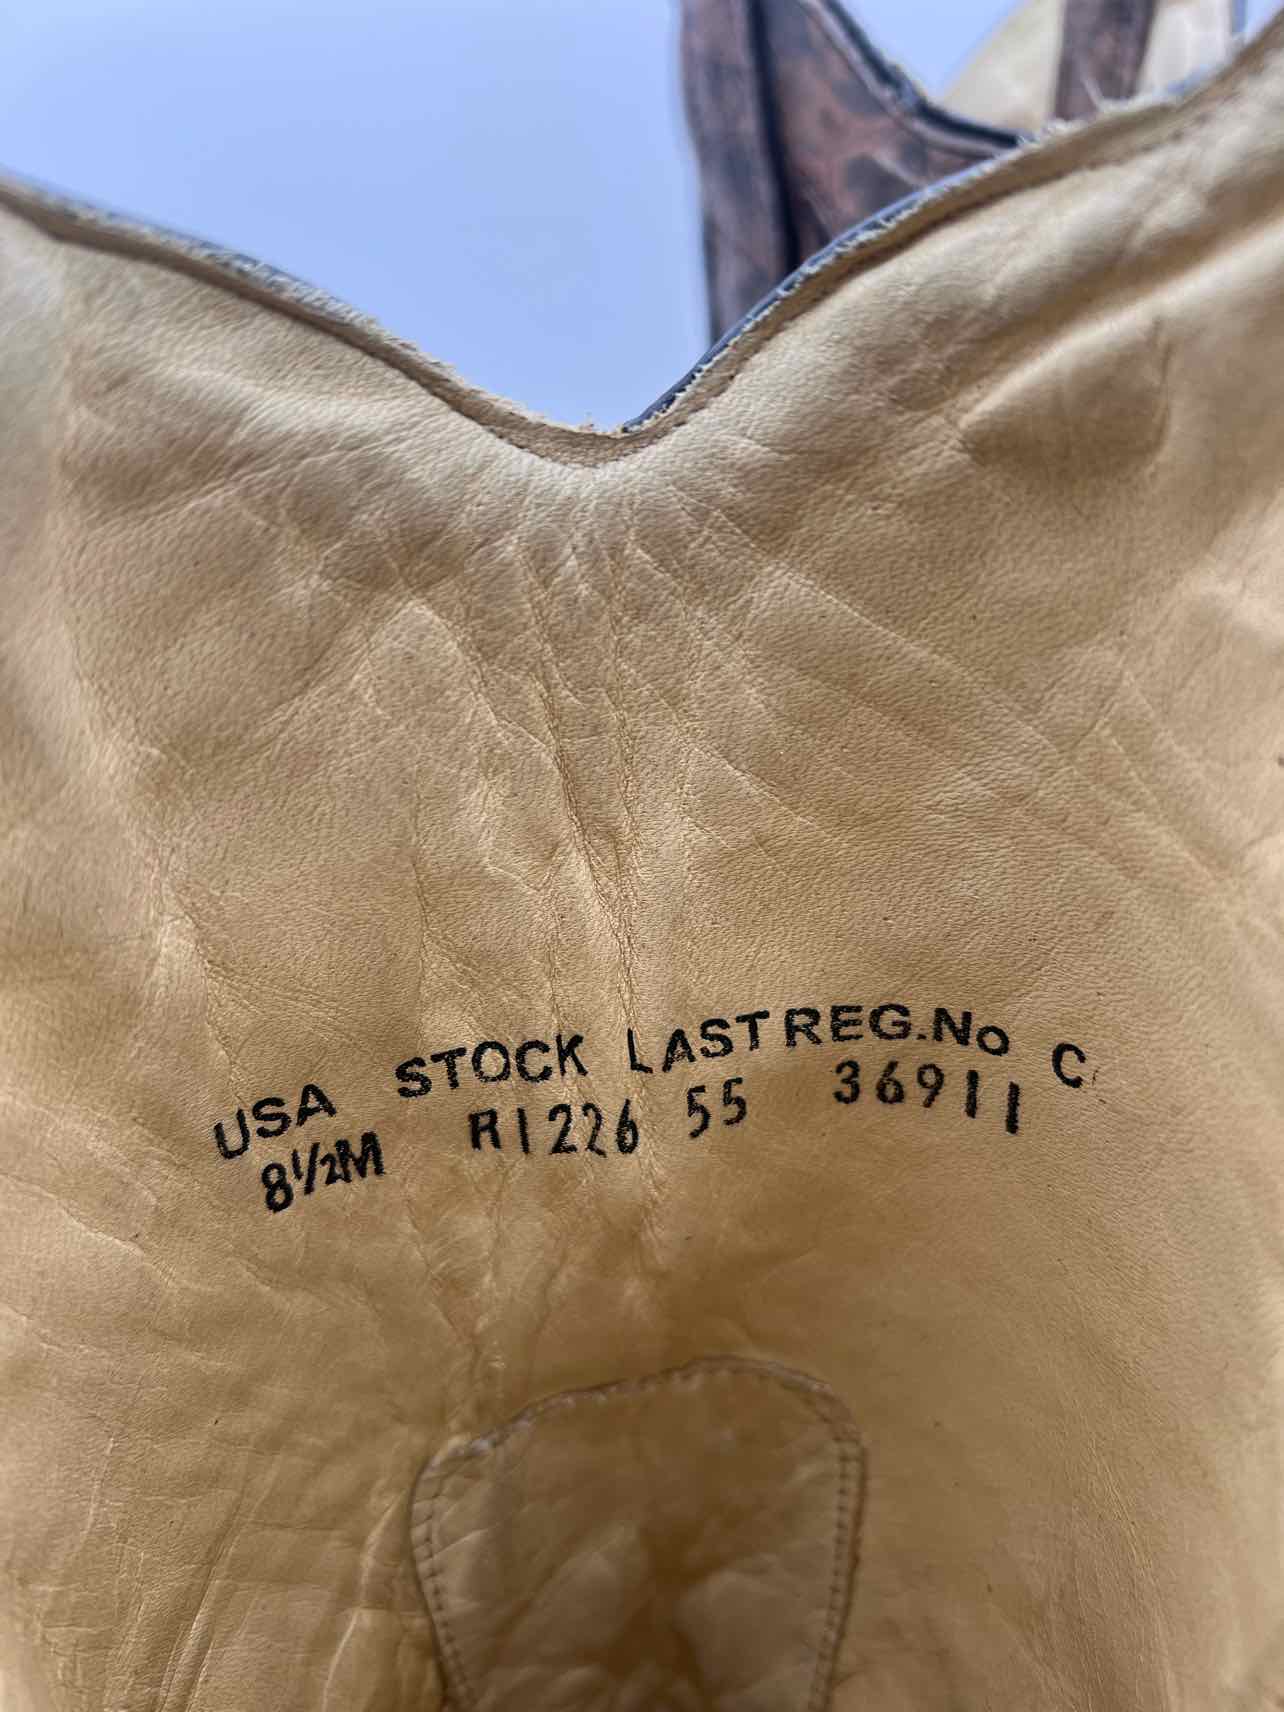 USA STOCK LAST REG.No C
8½M R1226 55 36911